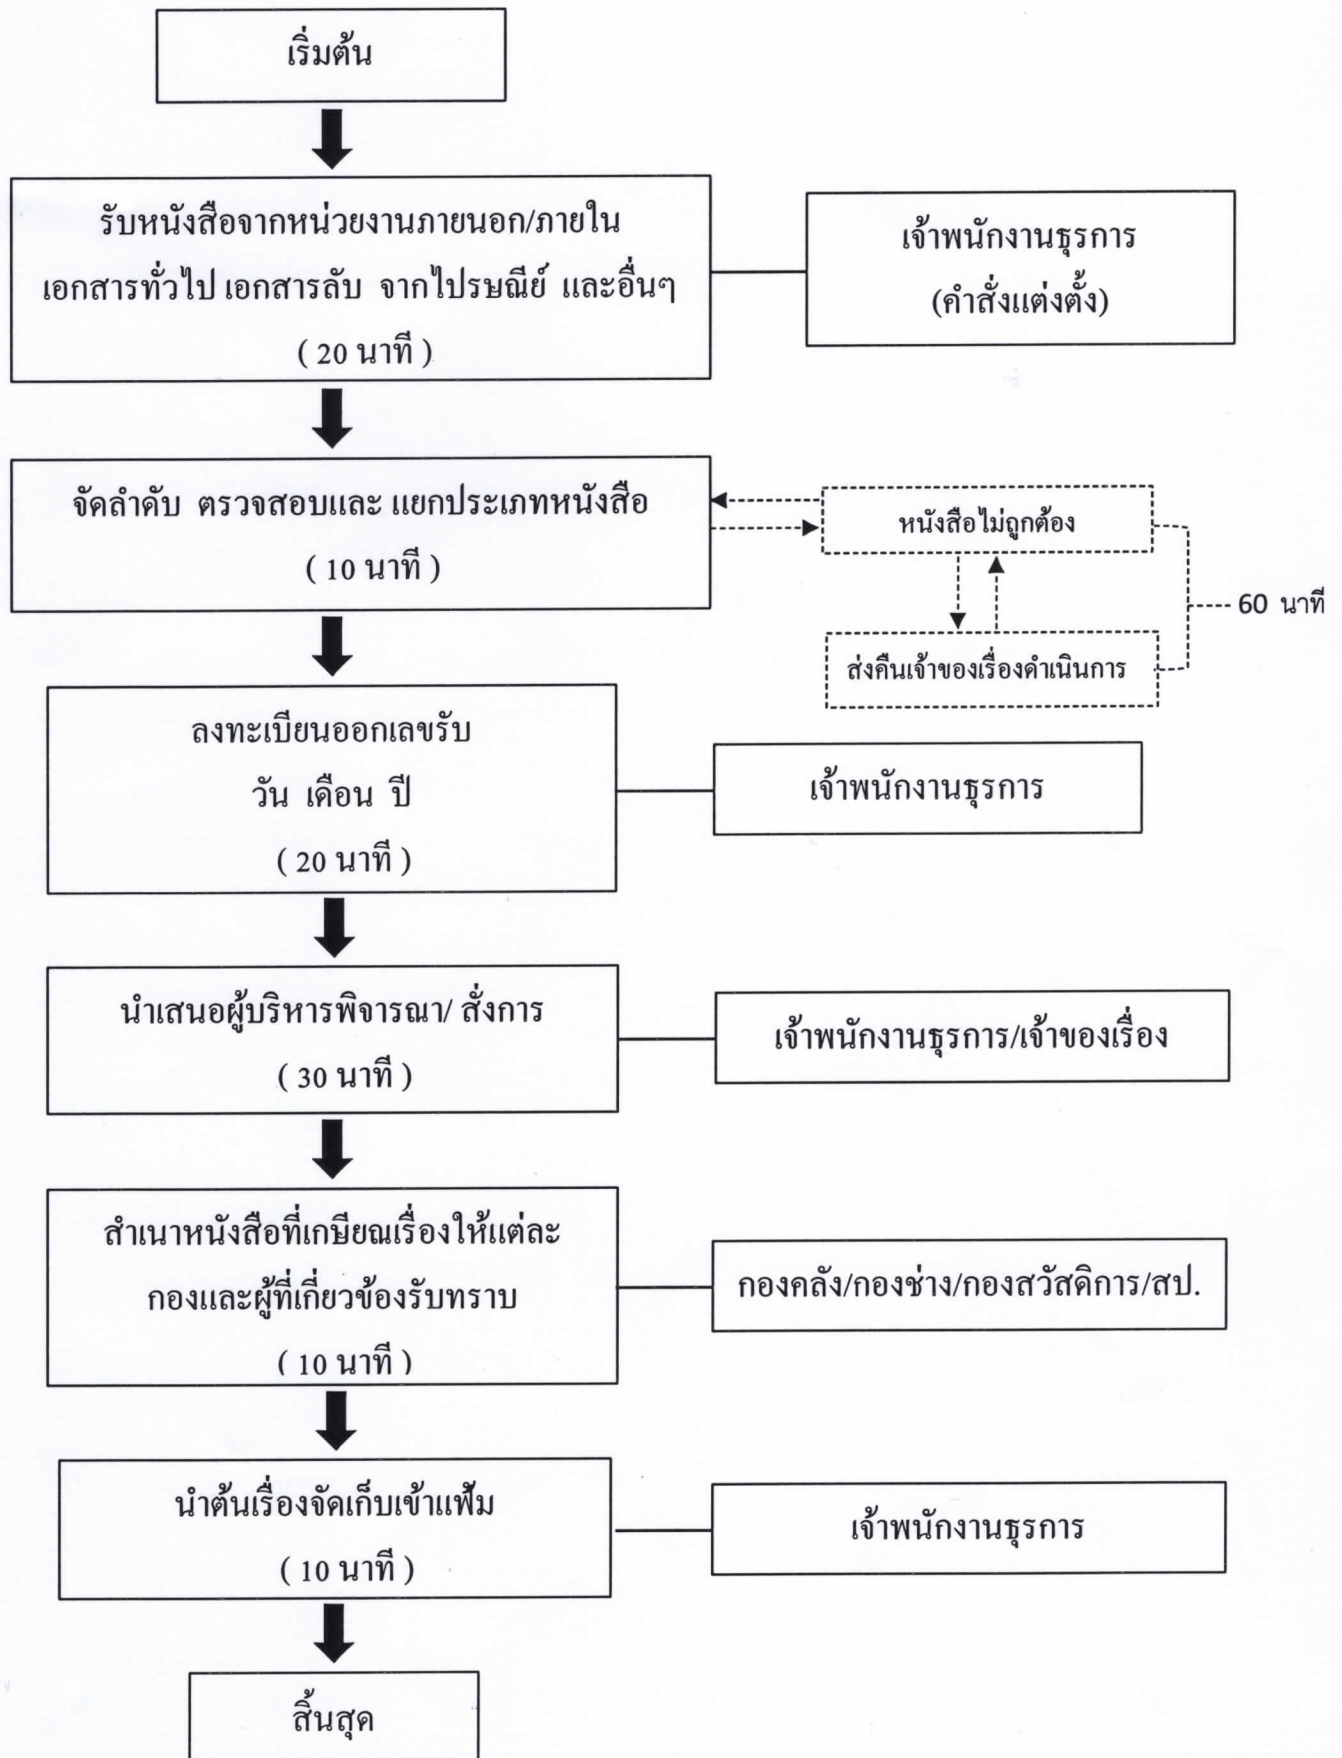 เริ่มต้น
รับหนังสือจากหน่วยงานภายนอก/ภายใน
เอกสารทั่วไป เอกสารลับ จากไปรษณีย์ และอื่นๆ
( 20 นาที )
เจ้าพนักงานธุรการ
(คำสั่งแต่งตั้ง)
จัดลำดับ ตรวจสอบและ แยกประเภทหนังสือ
( 10 นาที )
หนังสือไม่ถูกต้อง
60 นาที
ส่งคืนเจ้าของเรื่องดำเนินการ
ลงทะเบียนออกเลขรับ
วัน เดือน ปี
( 20 นาที )
เจ้าพนักงานธุรการ
นำเสนอผู้บริหารพิจารณา/ สั่งการ
( 30 นาที )
เจ้าพนักงานธุรการ/เจ้าของเรื่อง
สำเนาหนังสือที่เกษียณเรื่องให้แต่ละ
กองและผู้ที่เกี่ยวข้องรับทราบ
( 10 นาที )
กองคลัง/กองช่าง/กองสวัสดิการ/สป.
นำต้นเรื่องจัดเก็บเข้าแฟ้ม
( 10 นาที )
เจ้าพนักงานธุรการ
สิ้นสุด